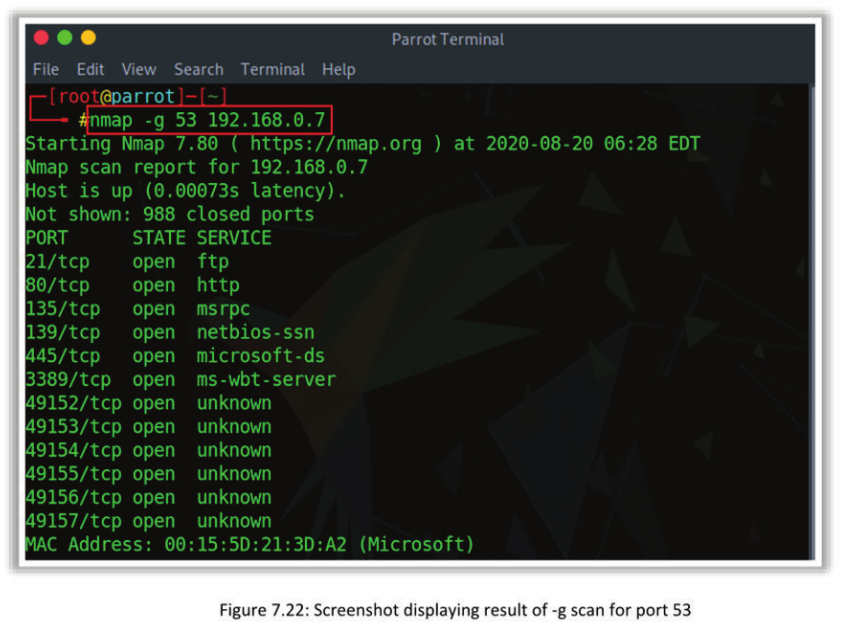 Parrot Terminal
File Edit View Search Terminal Help
[root@parrot]-[~]
#nmap -g 53 192.168.0.7
Starting Nmap 7.80 ( https://nmap.org ) at 2020-08-20 06:28 EDT
Nmap scan report for 192.168.0.7
Host is up (0.00073s latency).
Not shown: 988 closed ports
PORT STATE SERVICE
21/tcp open ftp
80/tcp open http
135/tcp open msrpc
139/tcp open netbios-ssn
445/tcp open microsoft-ds
3389/tcp open ms-wbt-server
49152/tcp open unknown
49153/tcp open unknown
49154/tcp open unknown
49155/tcp open unknown
49156/tcp open unknown
49157/tcp open unknown
MAC Address: 00:15:5D:21:3D:A2 (Microsoft)
Figure 7.22: Screenshot displaying result of -g scan for port 53